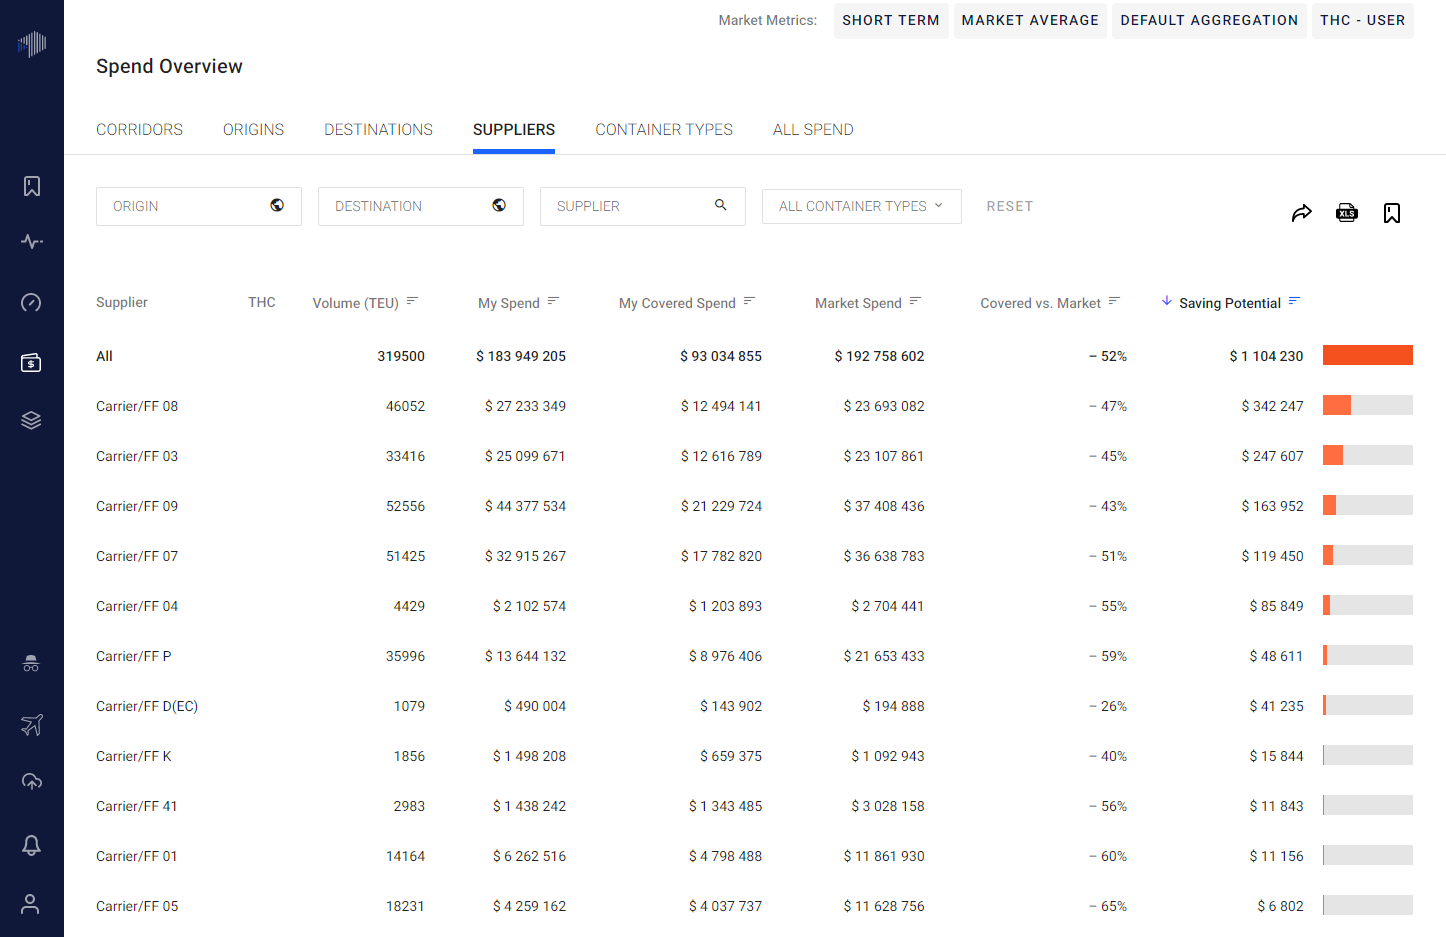 Market Metrics: SHORT TERM MARKET AVERAGE DEFAULT AGGREGATION THC - USER
Spend Overview
CORRIDORS ORIGINS DESTINATIONS SUPPLIERS CONTAINER TYPES ALL SPEND
ORIGIN DESTINATION SUPPLIER ALL CONTAINER TYPES RESET XLS
Supplier THC Volume (TEU) My Spend My Covered Spend Market Spend Covered vs. Market Saving Potential
All 319500 $ 183 949 205 $ 93 034 855 $ 192 758 602 – 52% $ 1 104 230
Carrier/FF 08 46052 $ 27 233 349 $ 12 494 141 $ 23 693 082 – 47% $ 342 247
Carrier/FF 03 33416 $ 25 099 671 $ 12 616 789 $ 23 107 861 – 45% $ 247 607
Carrier/FF 09 52556 $ 44 377 534 $ 21 229 724 $ 37 408 436 – 43% $ 163 952
Carrier/FF 07 51425 $ 32 915 267 $ 17 782 820 $ 36 638 783 – 51% $ 119 450
Carrier/FF 04 4429 $ 2 102 574 $ 1 203 893 $ 2 704 441 – 55% $ 85 849
Carrier/FF P 35996 $ 13 644 132 $ 8 976 406 $ 21 653 433 – 59% $ 48 611
Carrier/FF D(EC) 1079 $ 490 004 $ 143 902 $ 194 888 – 26% $ 41 235
Carrier/FF K 1856 $ 1 498 208 $ 659 375 $ 1 092 943 – 40% $ 15 844
Carrier/FF 41 2983 $ 1 438 242 $ 1 343 485 $ 3 028 158 – 56% $ 11 843
Carrier/FF 01 14164 $ 6 262 516 $ 4 798 488 $ 11 861 930 – 60% $ 11 156
Carrier/FF 05 18231 $ 4 259 162 $ 4 037 737 $ 11 628 756 – 65% $ 6 802